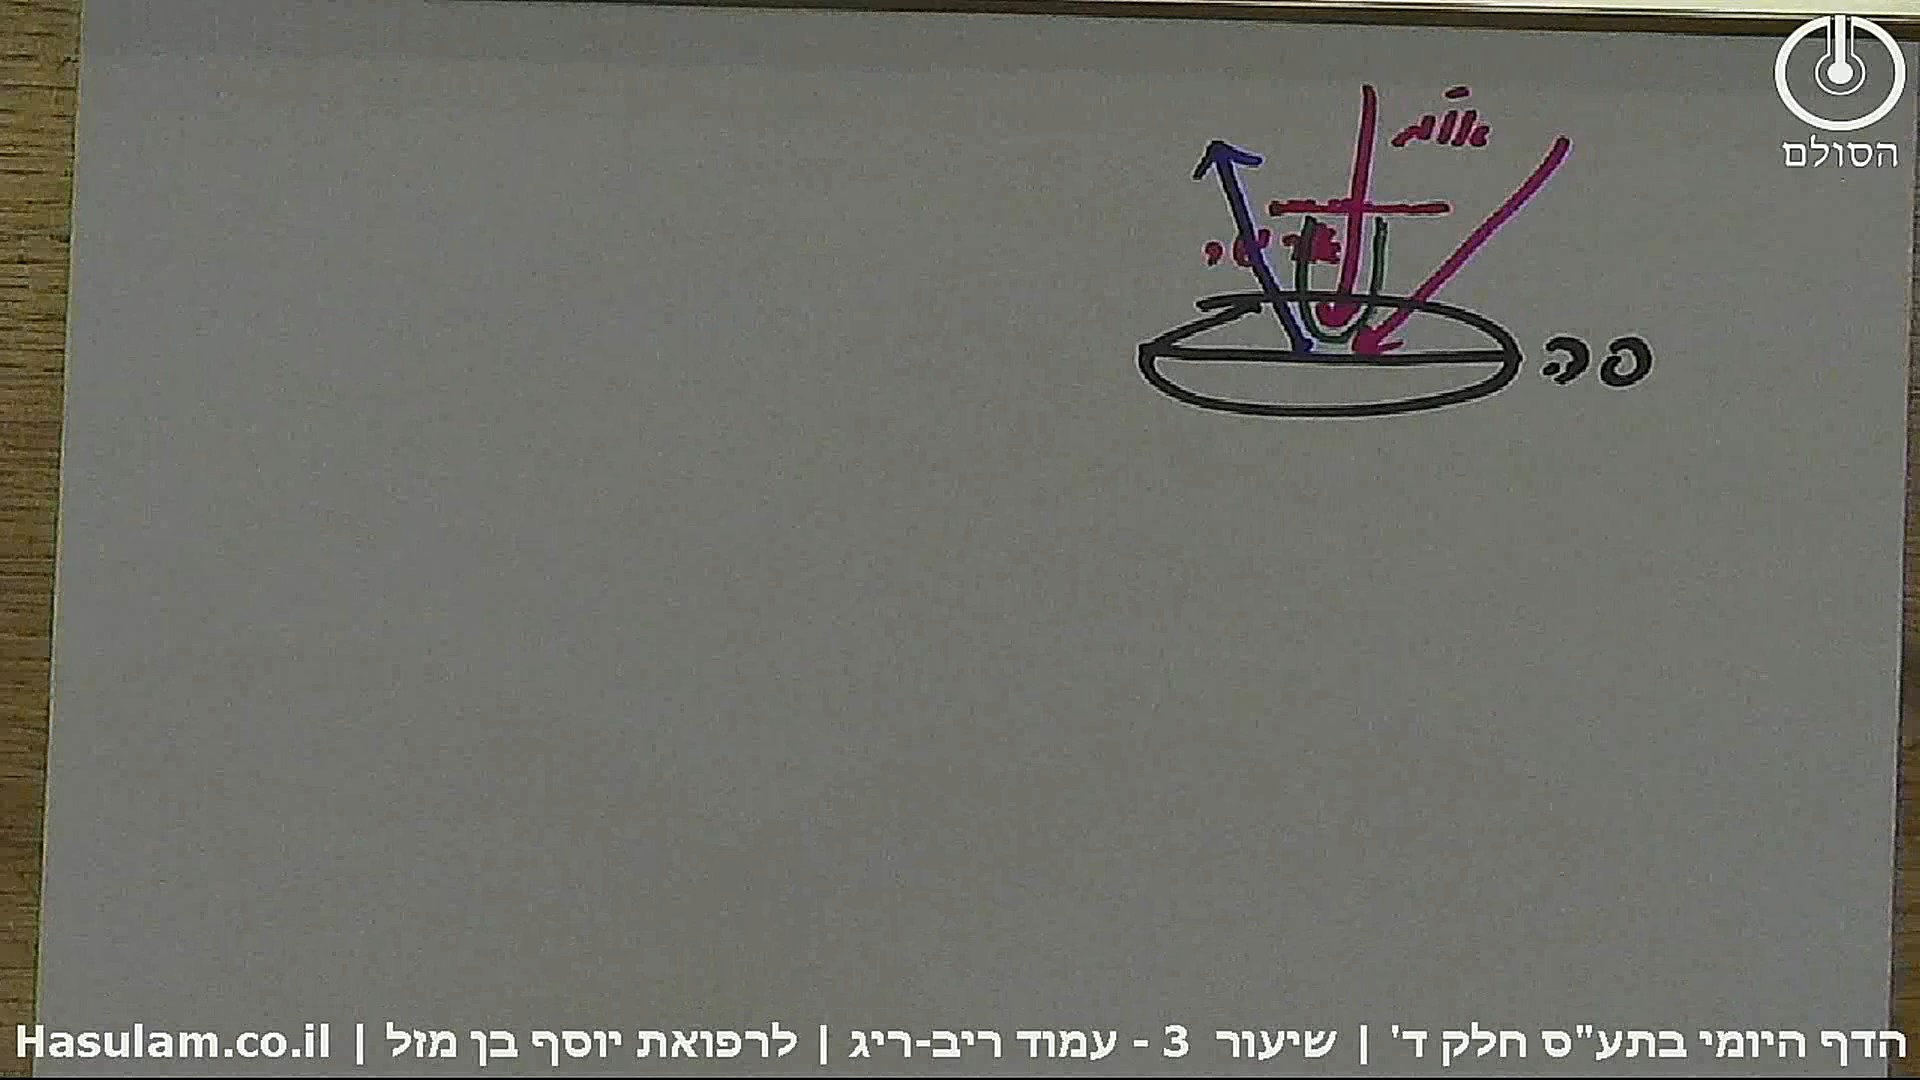 הסולם
פה
הדף היומי בתע"ס חלק ד' | שיעור 3 - עמוד ריב-ריג | לרפואת יוסף בן מזל | Hasulam.co.il